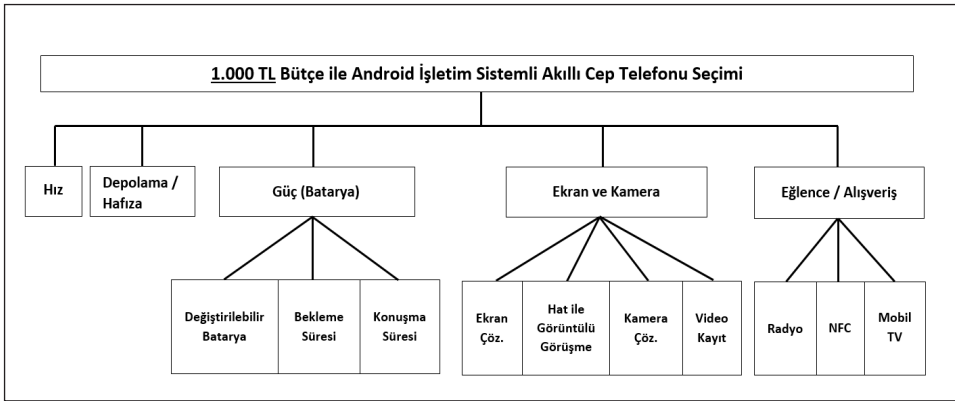 1.000 TL Bütçe ile Android İşletim Sistemli Akıllı Cep Telefonu Seçimi
Hız
Depolama /
Hafıza
Güç (Batarya)
Ekran ve Kamera
Eğlence / Alışveriş
Değiştirilebilir
Batarya
Bekleme
Süresi
Konuşma
Süresi
Ekran
Çöz.
Hat ile
Görüntülü
Görüşme
Kamera
Çöz.
Video
Kayıt
Radyo
NFC
Mobil
TV